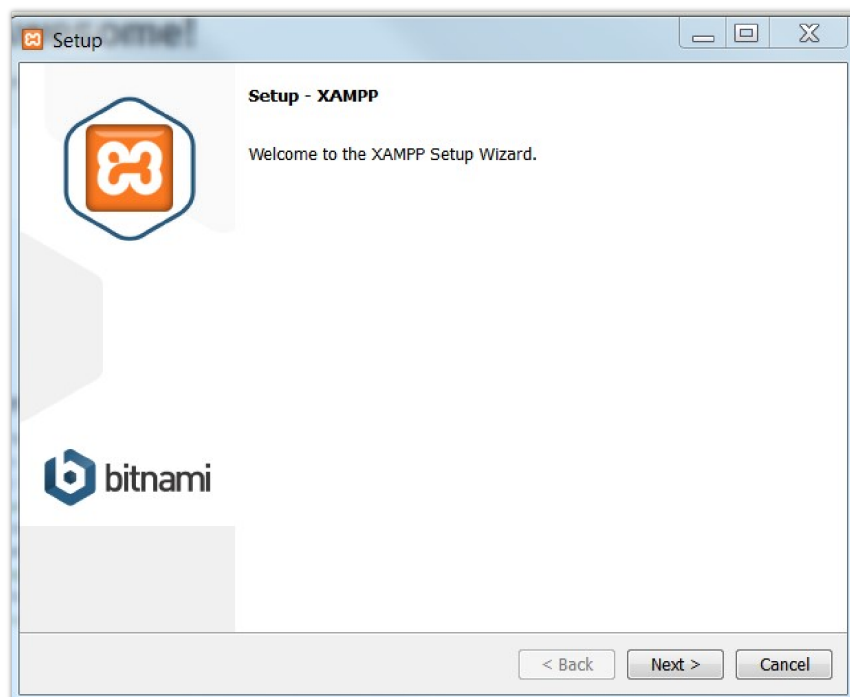 Setup
Setup - XAMPP
Welcome to the XAMPP Setup Wizard.
bitnami
< Back
Next >
Cancel